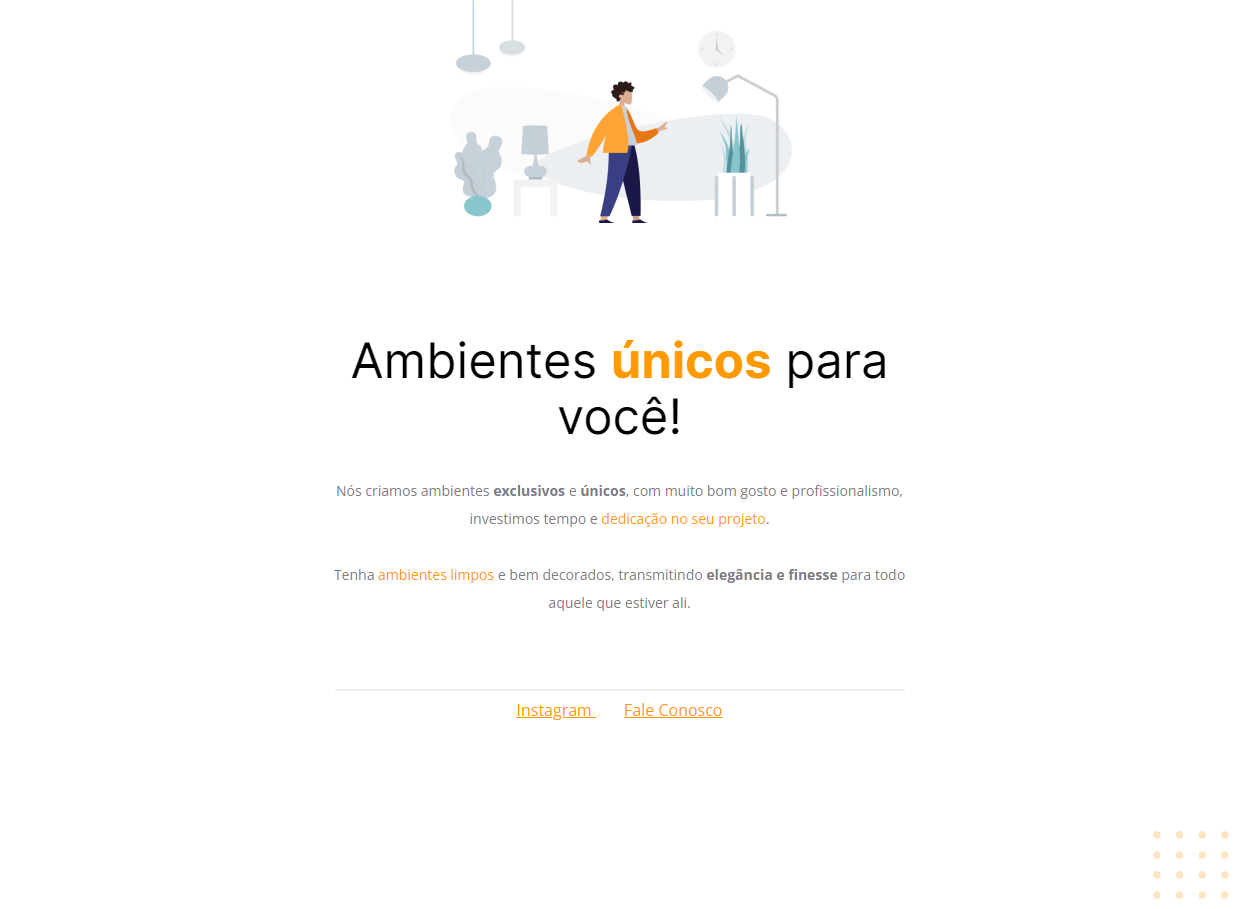 Ambientes únicos para
você!
Nós criamos ambientes exclusivos e únicos, com muito bom gosto e profissionalismo,
investimos tempo e dedicação no seu projeto.
Tenha ambientes limpos e bem decorados, transmitindo elegância e finesse para todo
aquele que estiver ali.
Instagram Fale Conosco